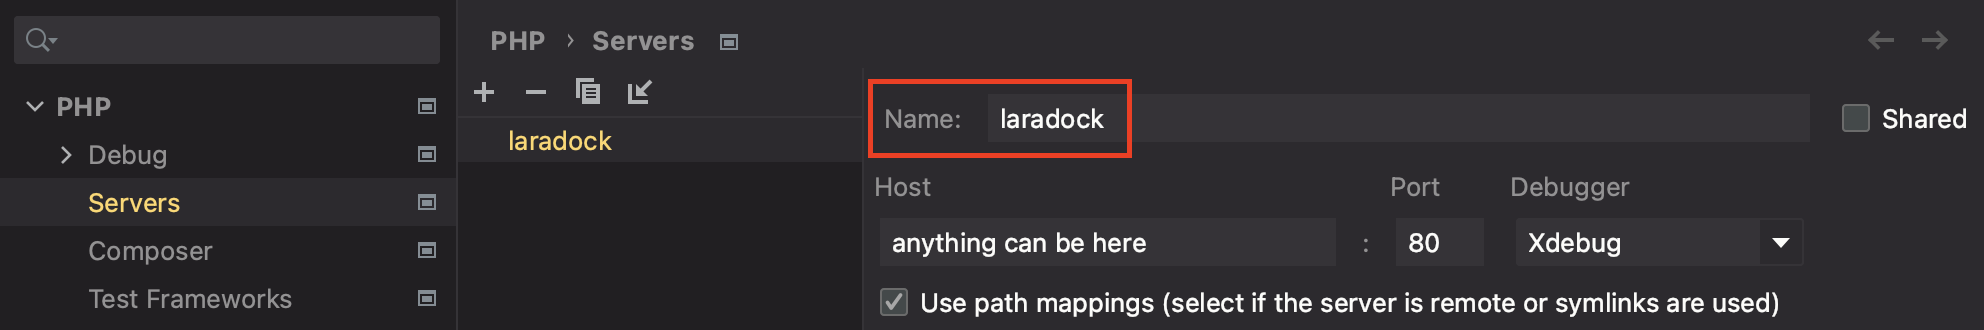 PHP › Servers
PHP
Debug
Servers
Composer
Test Frameworks
laradock
Name: laradock
Shared
Host Port Debugger
anything can be here : 80 Xdebug
Use path mappings (select if the server is remote or symlinks are used)